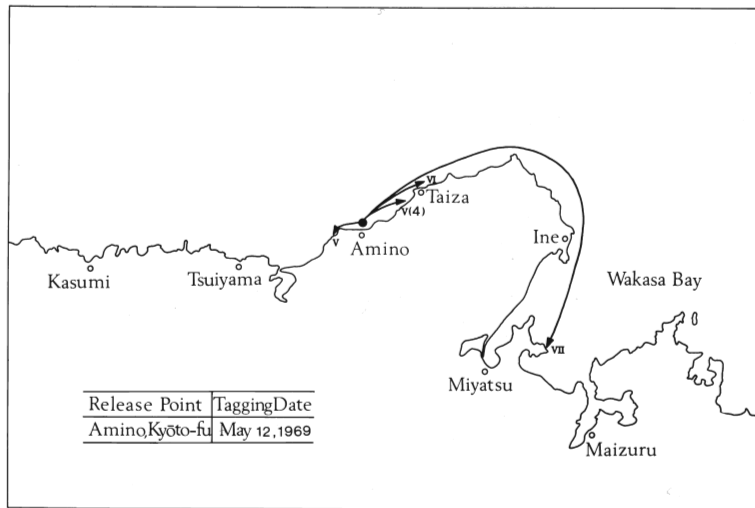 VI
Taiza
V(4)
V
Amino
Ine
Kasumi
Tsuiyama
Wakasa Bay
VII
Miyatsu
Maizuru
Release Point TaggingDate
Amino,Kyōto-fu May 12,1969